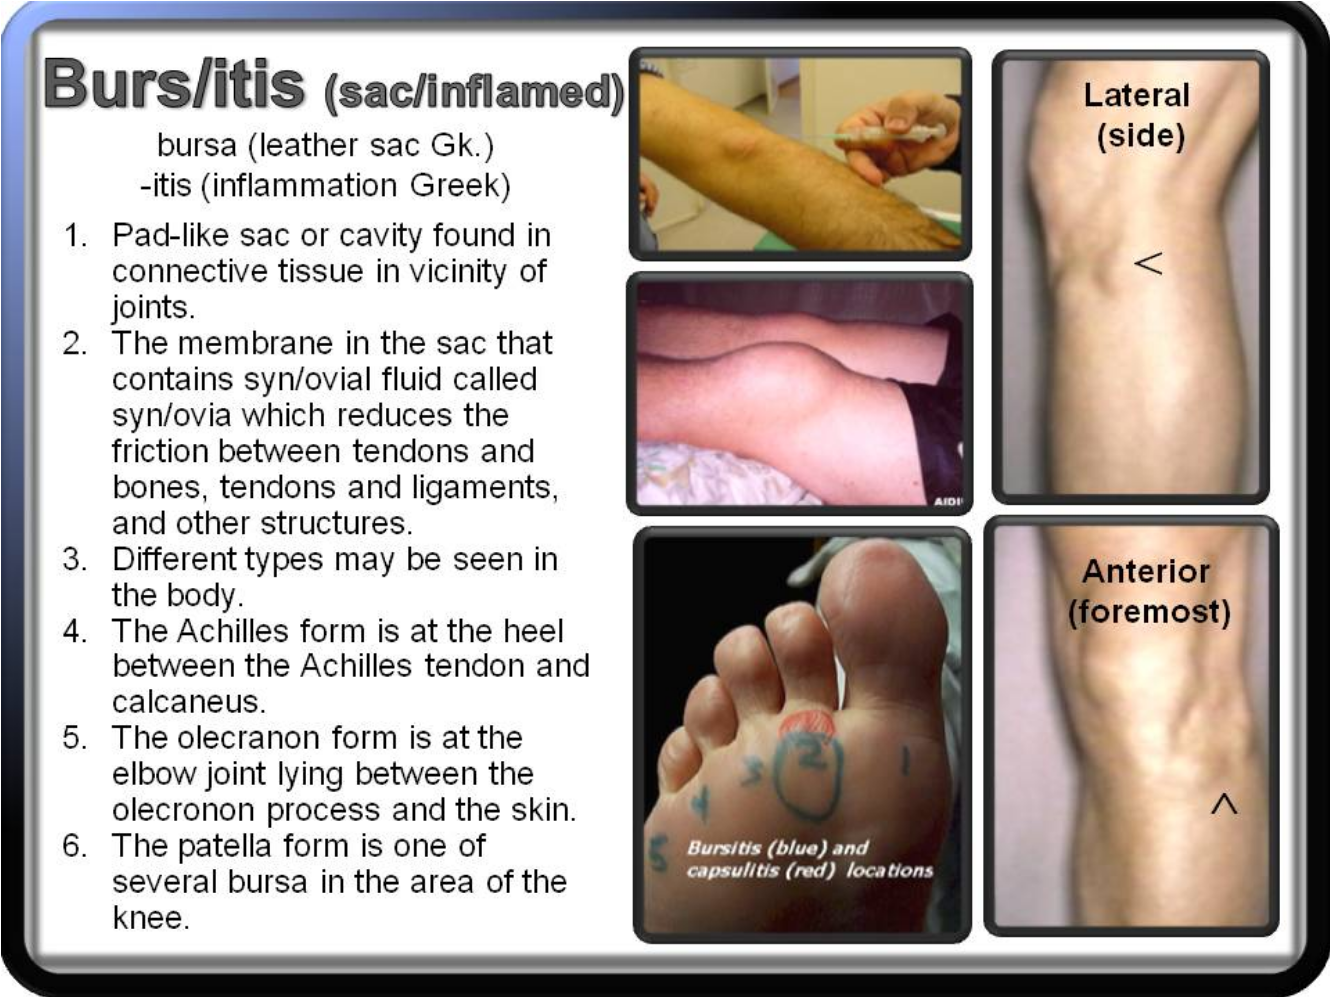 Burs/itis (sac/inflamed)
bursa (leather sac Gk.)
-itis (inflammation Greek)
1. Pad-like sac or cavity found in
connective tissue in vicinity of
joints.
2. The membrane in the sac that
contains syn/ovial fluid called
syn/ovia which reduces the
friction between tendons and
bones, tendons and ligaments,
and other structures.
3. Different types may be seen in
the body.
4. The Achilles form is at the heel
between the Achilles tendon and
calcaneus.
5. The olecranon form is at the
elbow joint lying between the
olecronon process and the skin.
6. The patella form is one of
several bursa in the area of the
knee.
Lateral
(side)
<
Anterior
(foremost)
^
1
2
3
4
5
Bursitis (blue) and
capsulitis (red) locations